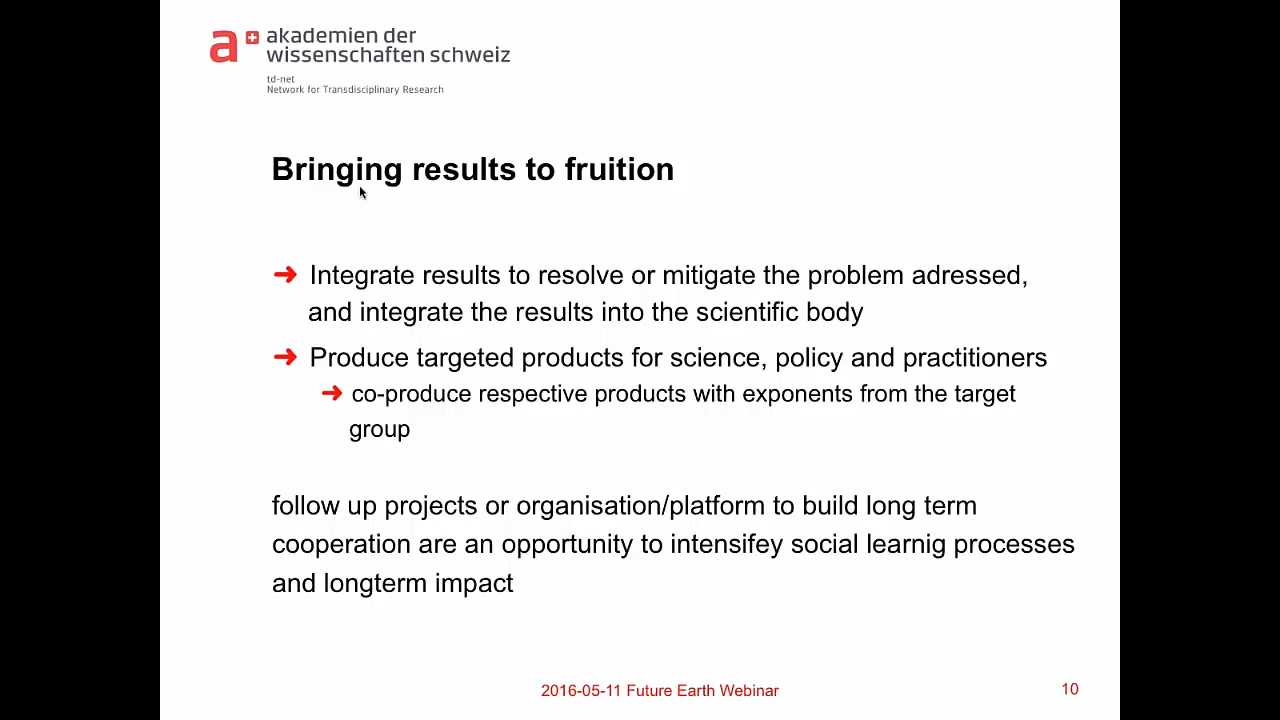 a akademien der
wissenschaften schweiz
td-net
Network for Transdisciplinary Research
Bringing results to fruition
➔ Integrate results to resolve or mitigate the problem adressed,
and integrate the results into the scientific body
➔ Produce targeted products for science, policy and practitioners
➔ co-produce respective products with exponents from the target
group
follow up projects or organisation/platform to build long term
cooperation are an opportunity to intensifey social learnig processes
and longterm impact
2016-05-11 Future Earth Webinar
10